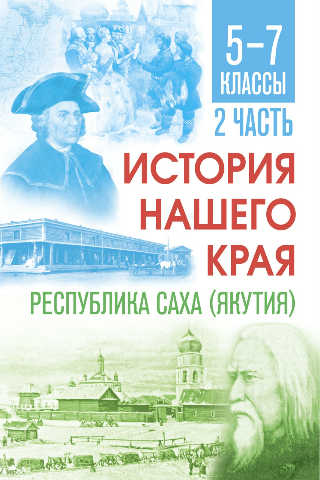 5–7
КЛАССЫ
2 ЧАСТЬ
ИСТОРИЯ
НАШЕГО
КРАЯ
РЕСПУБЛИКА САХА (ЯКУТИЯ)